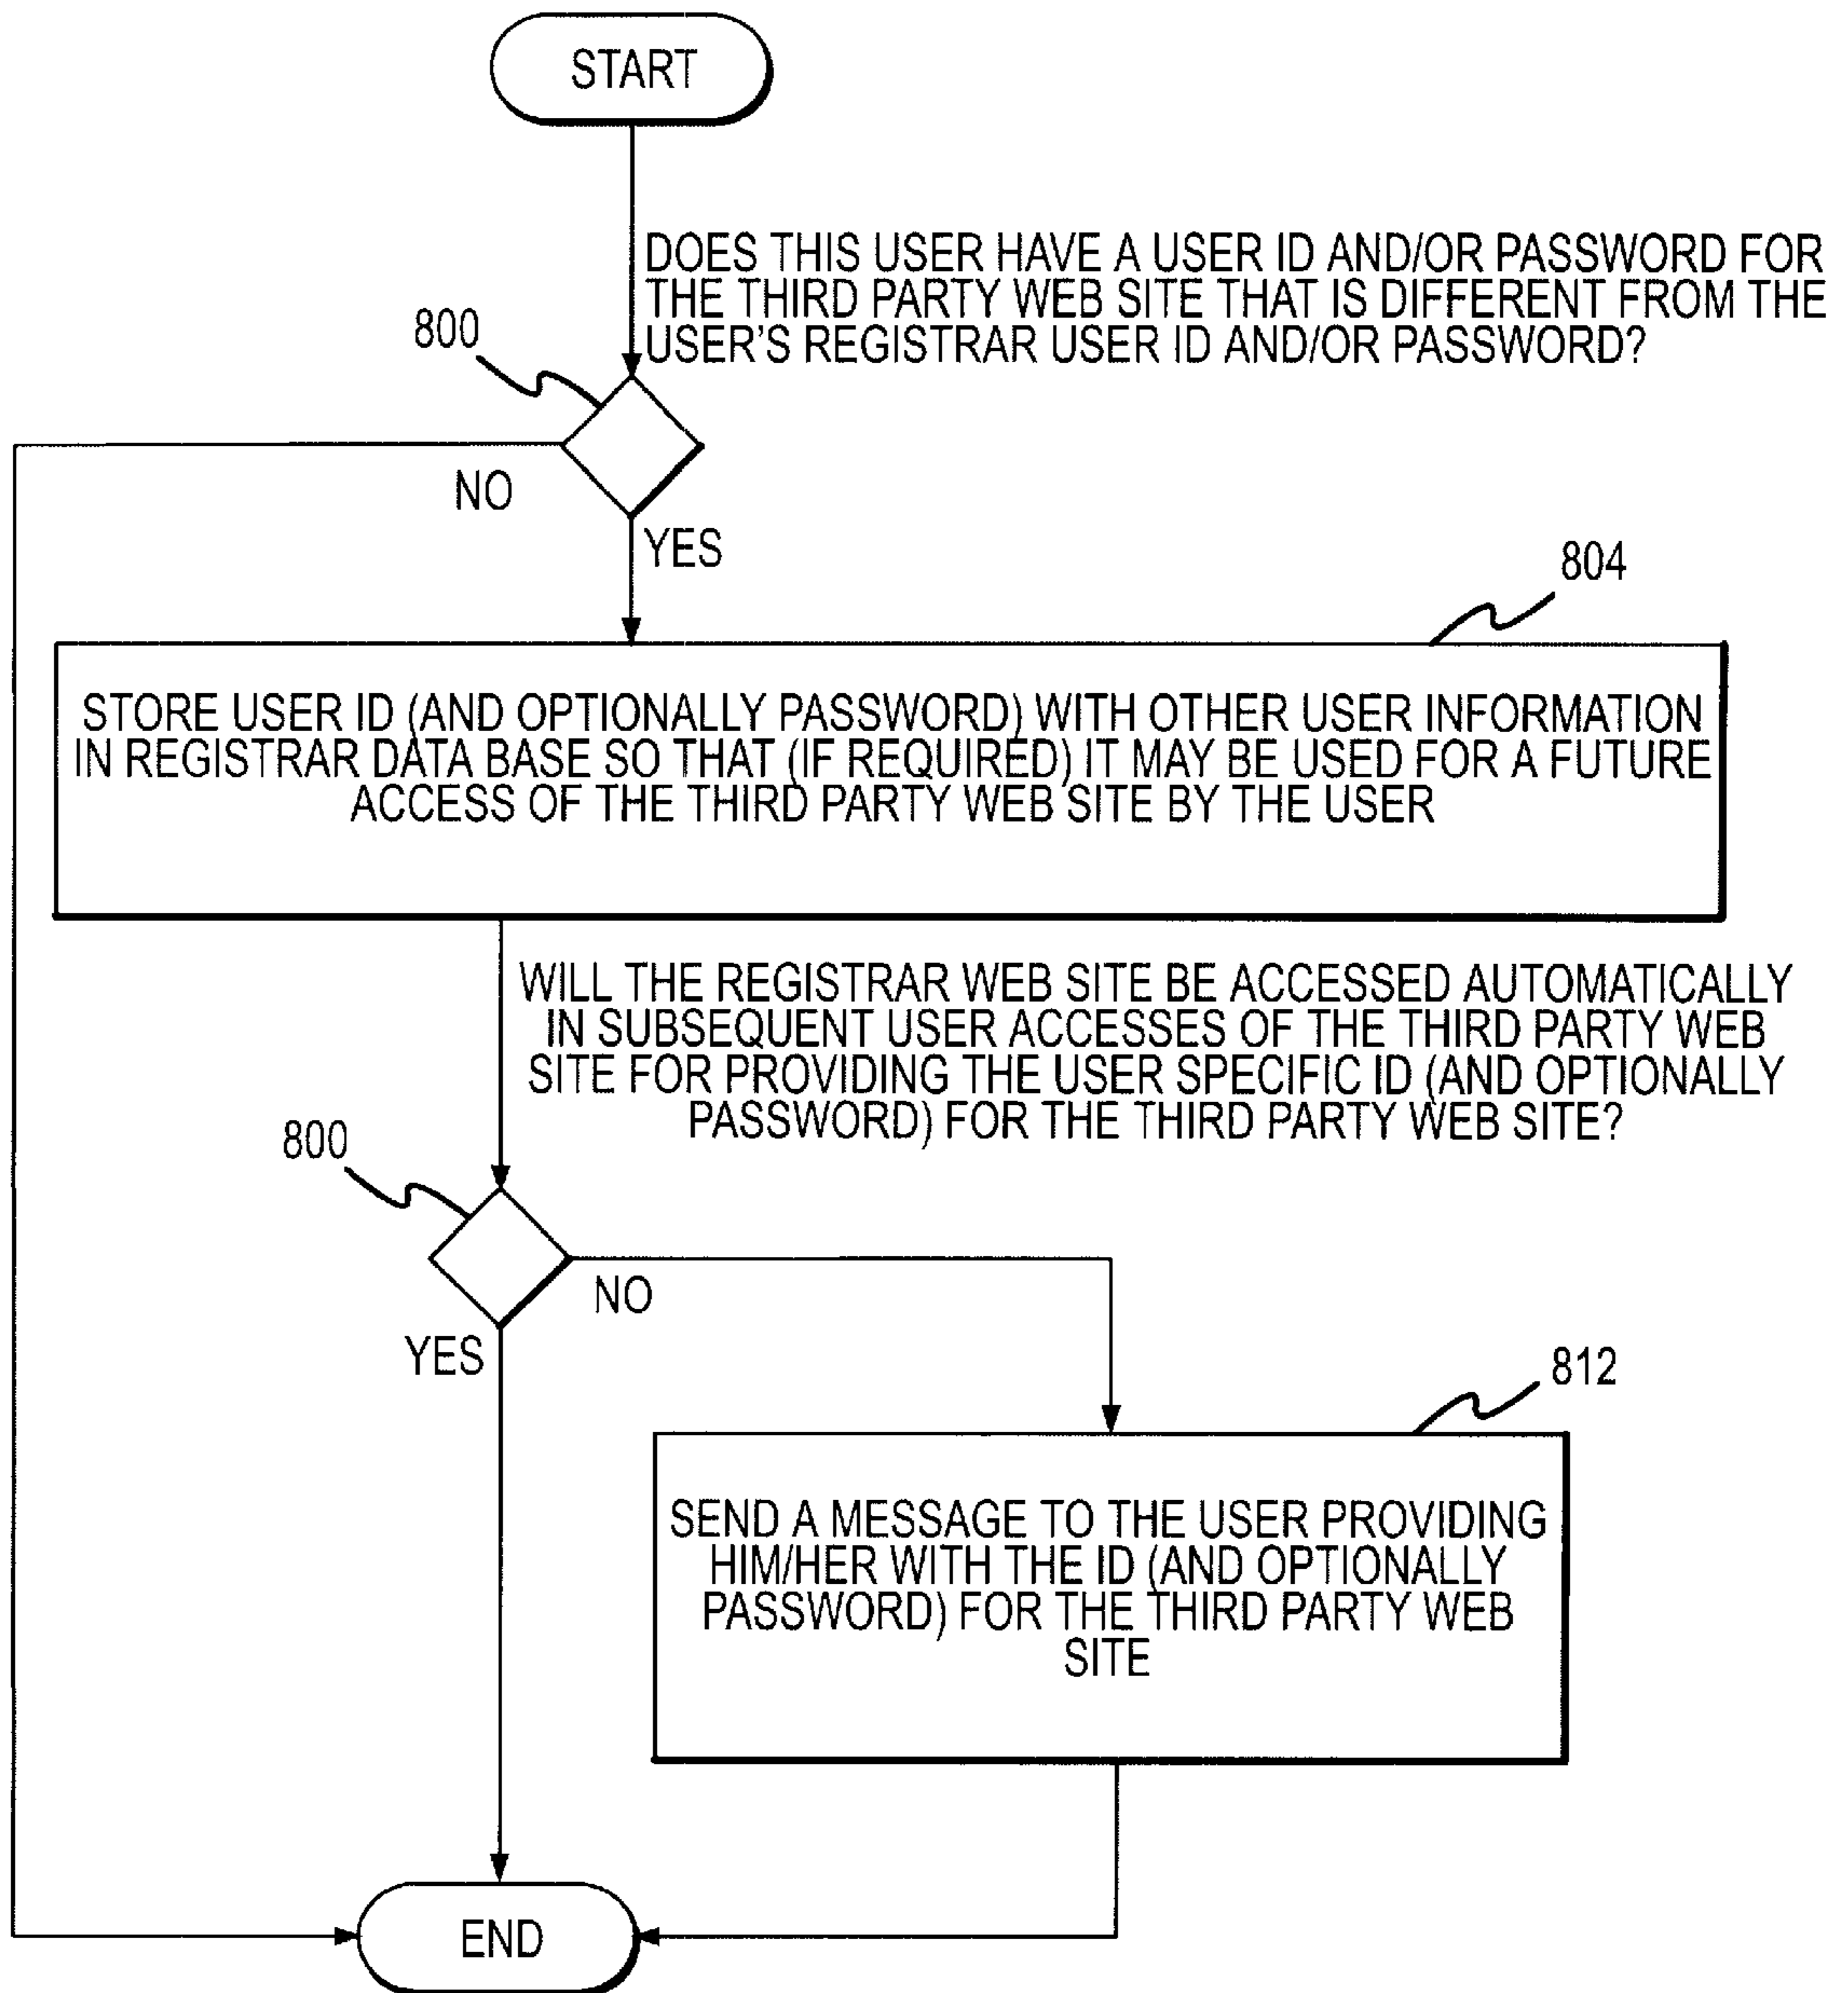 START
DOES THIS USER HAVE A USER ID AND/OR PASSWORD FOR
THE THIRD PARTY WEB SITE THAT IS DIFFERENT FROM THE
USER'S REGISTRAR USER ID AND/OR PASSWORD?
800
NO
YES
804
STORE USER ID (AND OPTIONALLY PASSWORD) WITH OTHER USER INFORMATION
IN REGISTRAR DATA BASE SO THAT (IF REQUIRED) IT MAY BE USED FOR A FUTURE
ACCESS OF THE THIRD PARTY WEB SITE BY THE USER
WILL THE REGISTRAR WEB SITE BE ACCESSED AUTOMATICALLY
IN SUBSEQUENT USER ACCESSES OF THE THIRD PARTY WEB
SITE FOR PROVIDING THE USER SPECIFIC ID (AND OPTIONALLY
PASSWORD) FOR THE THIRD PARTY WEB SITE?
800
NO
YES
812
SEND A MESSAGE TO THE USER PROVIDING
HIM/HER WITH THE ID (AND OPTIONALLY
PASSWORD) FOR THE THIRD PARTY WEB
SITE
END